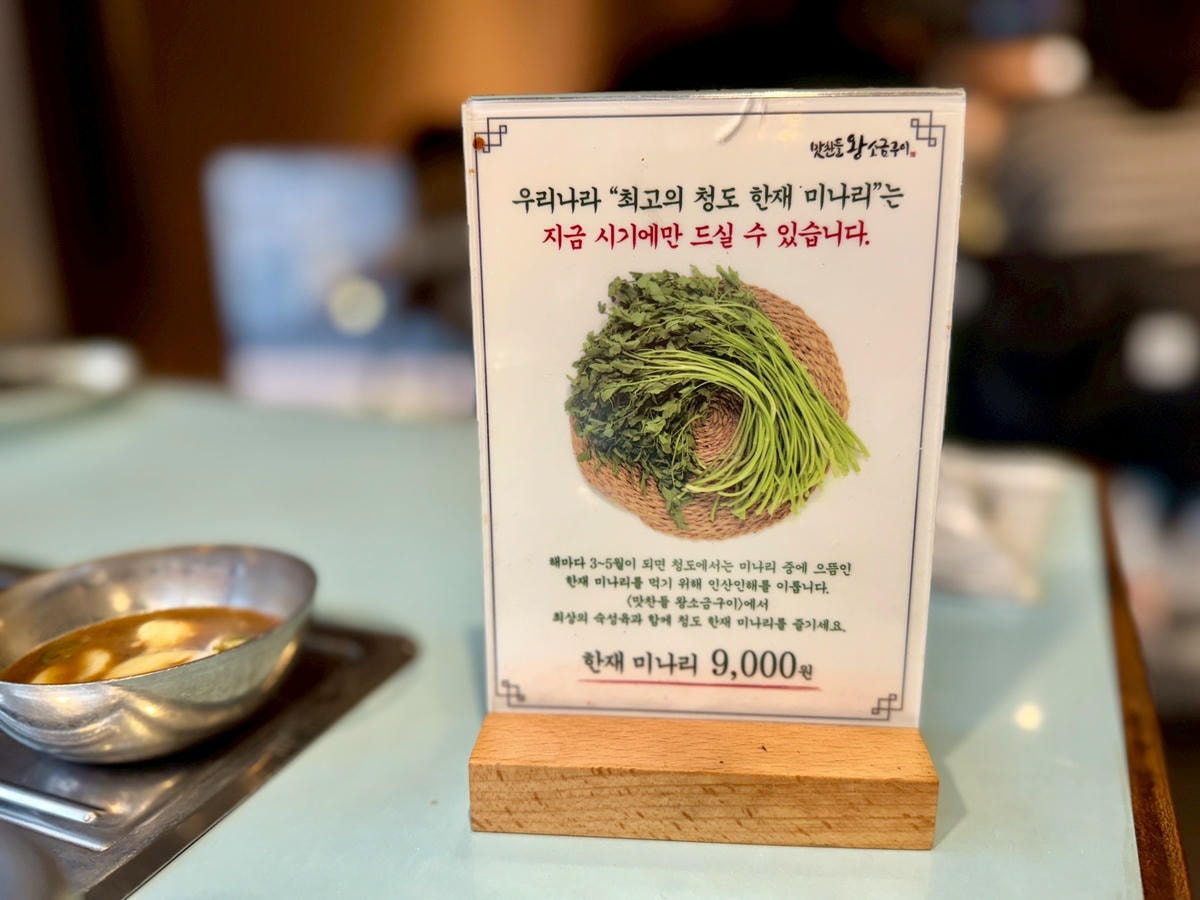 맛찬들 왕소금구이
우리나라 “최고의 청도 한재 미나리”는
지금 시기에만 드실 수 있습니다.
해마다 3~5월이 되면 청도에서는 미나리 중에 으뜸인
한재 미나리를 먹기 위해 인산인해를 이룹니다.
<맛찬들 왕소금구이>에서
최상의 숙성육과 함께 청도 한재 미나리를 즐기세요.
한재 미나리 9,000원